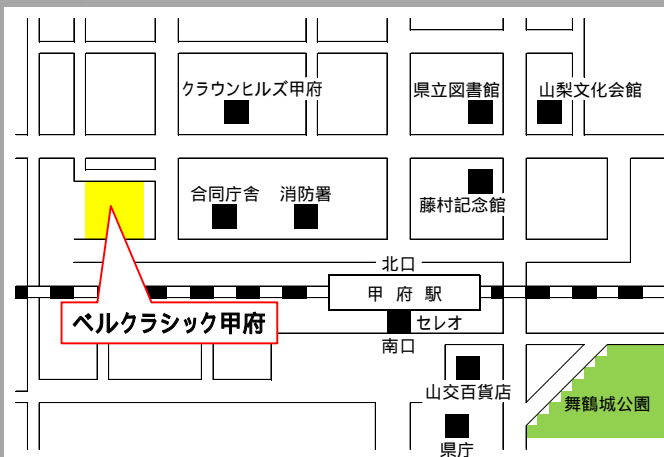 クラウンヒルズ甲府
県立図書館
山梨文化会館
合同庁舎
消防署
藤村記念館
北口
甲府駅
ベルクラシック甲府
セレオ
南口
山交百貨店
舞鶴城公園
県庁